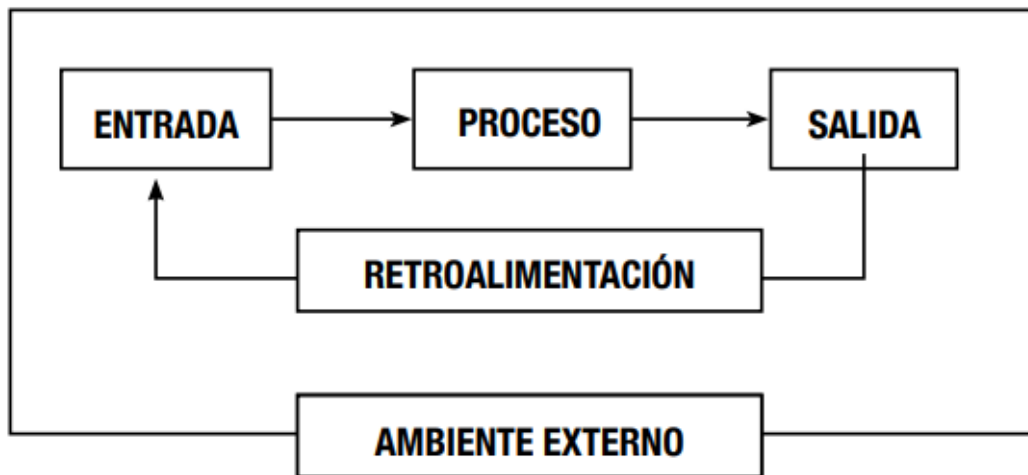 ENTRADA
PROCESO
SALIDA
RETROALIMENTACIÓN
AMBIENTE EXTERNO